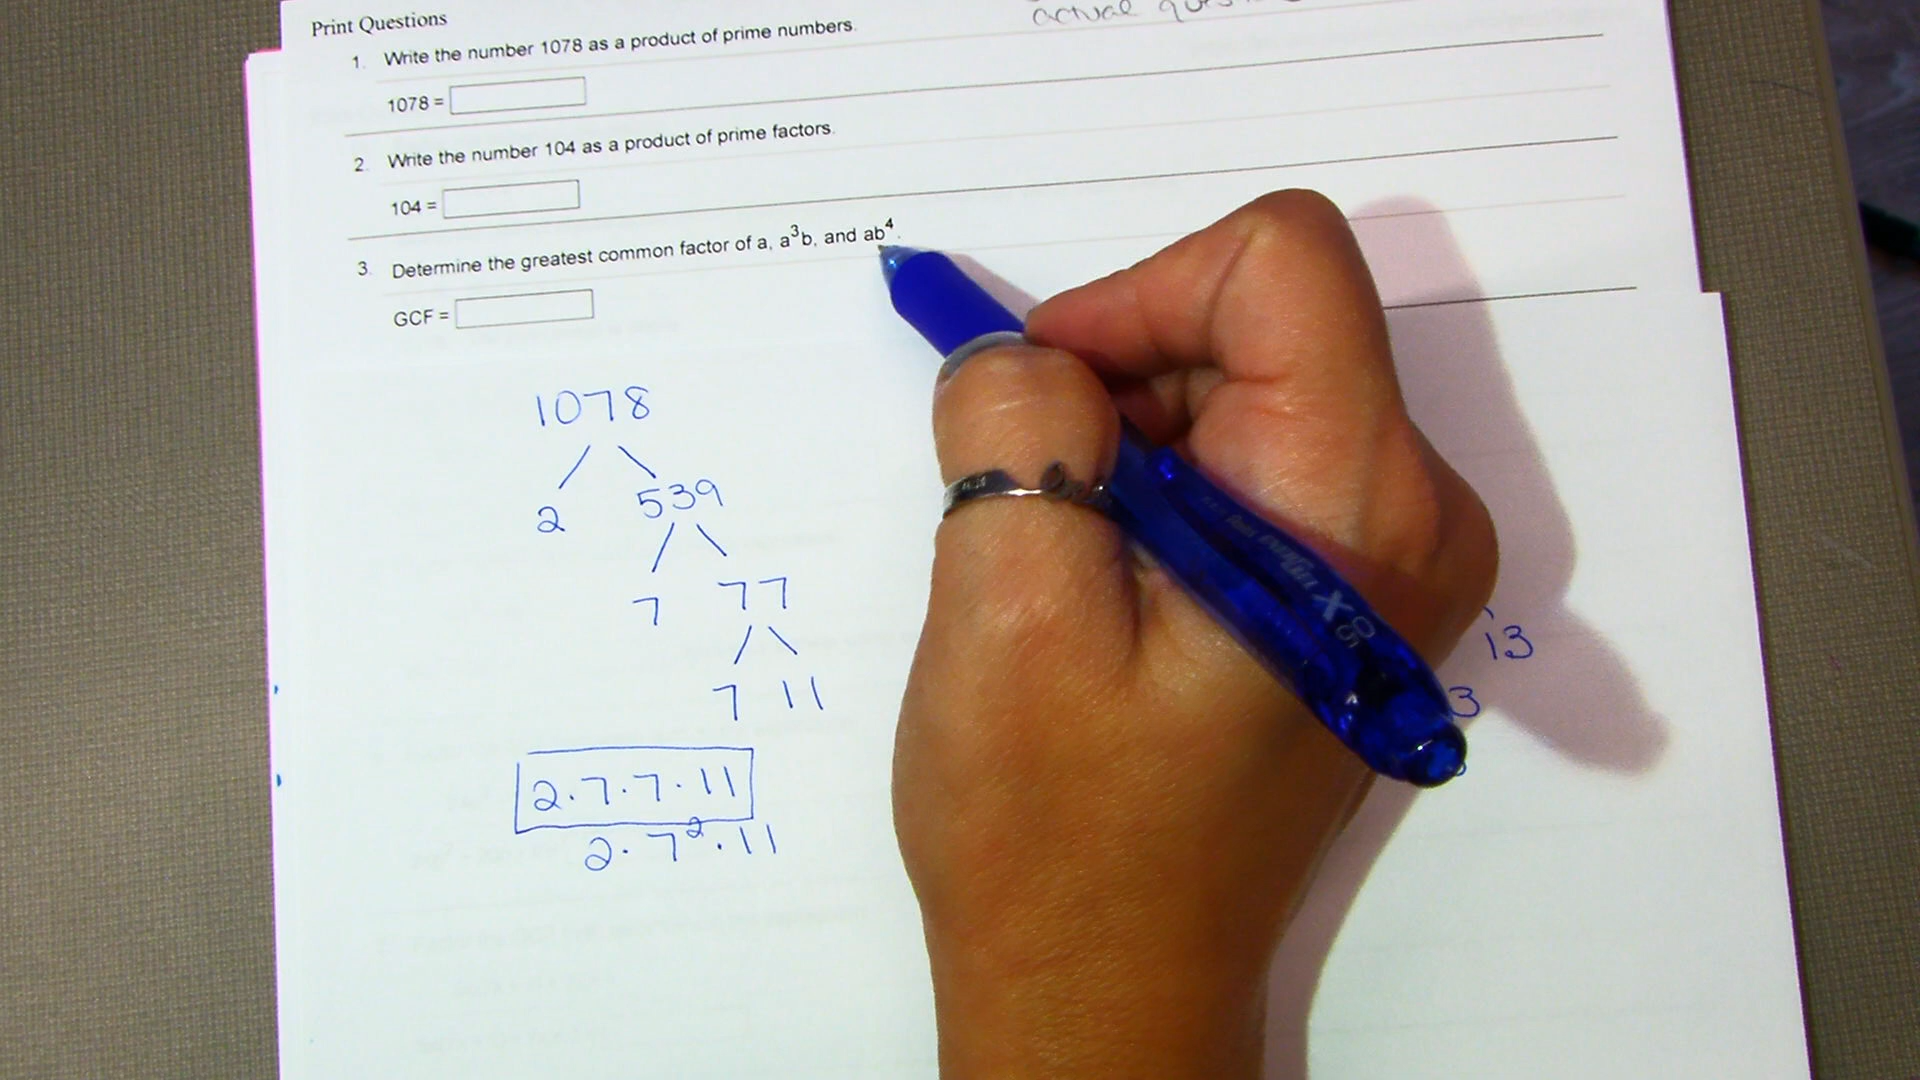 Print Questions
actual
1. Write the number 1078 as a product of prime numbers.
1078 =
2. Write the number 104 as a product of prime factors.
104 =
3. Determine the greatest common factor of a, a³b, and ab⁴.
GCF =
1078
2 539
7 77
7 11
2·7·7·11
2·7²·11
13
3
X
05